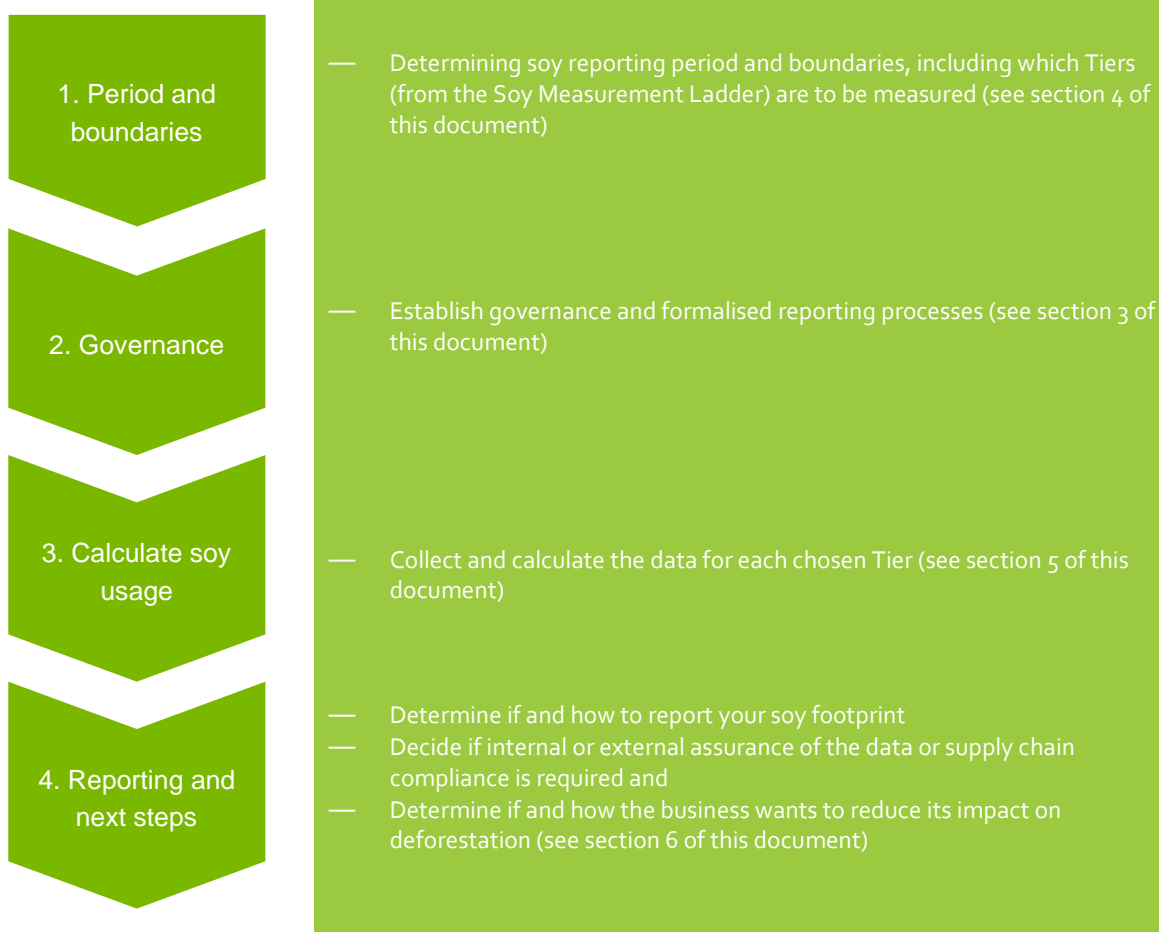 1. Period and
boundaries
— Determining soy reporting period and boundaries, including which Tiers
(from the Soy Measurement Ladder) are to be measured (see section 4 of
this document)
2. Governance
— Establish governance and formalised reporting processes (see section 3 of
this document)
3. Calculate soy
usage
— Collect and calculate the data for each chosen Tier (see section 5 of this
document)
4. Reporting and
next steps
— Determine if and how to report your soy footprint
— Decide if internal or external assurance of the data or supply chain
compliance is required and
— Determine if and how the business wants to reduce its impact on
deforestation (see section 6 of this document)